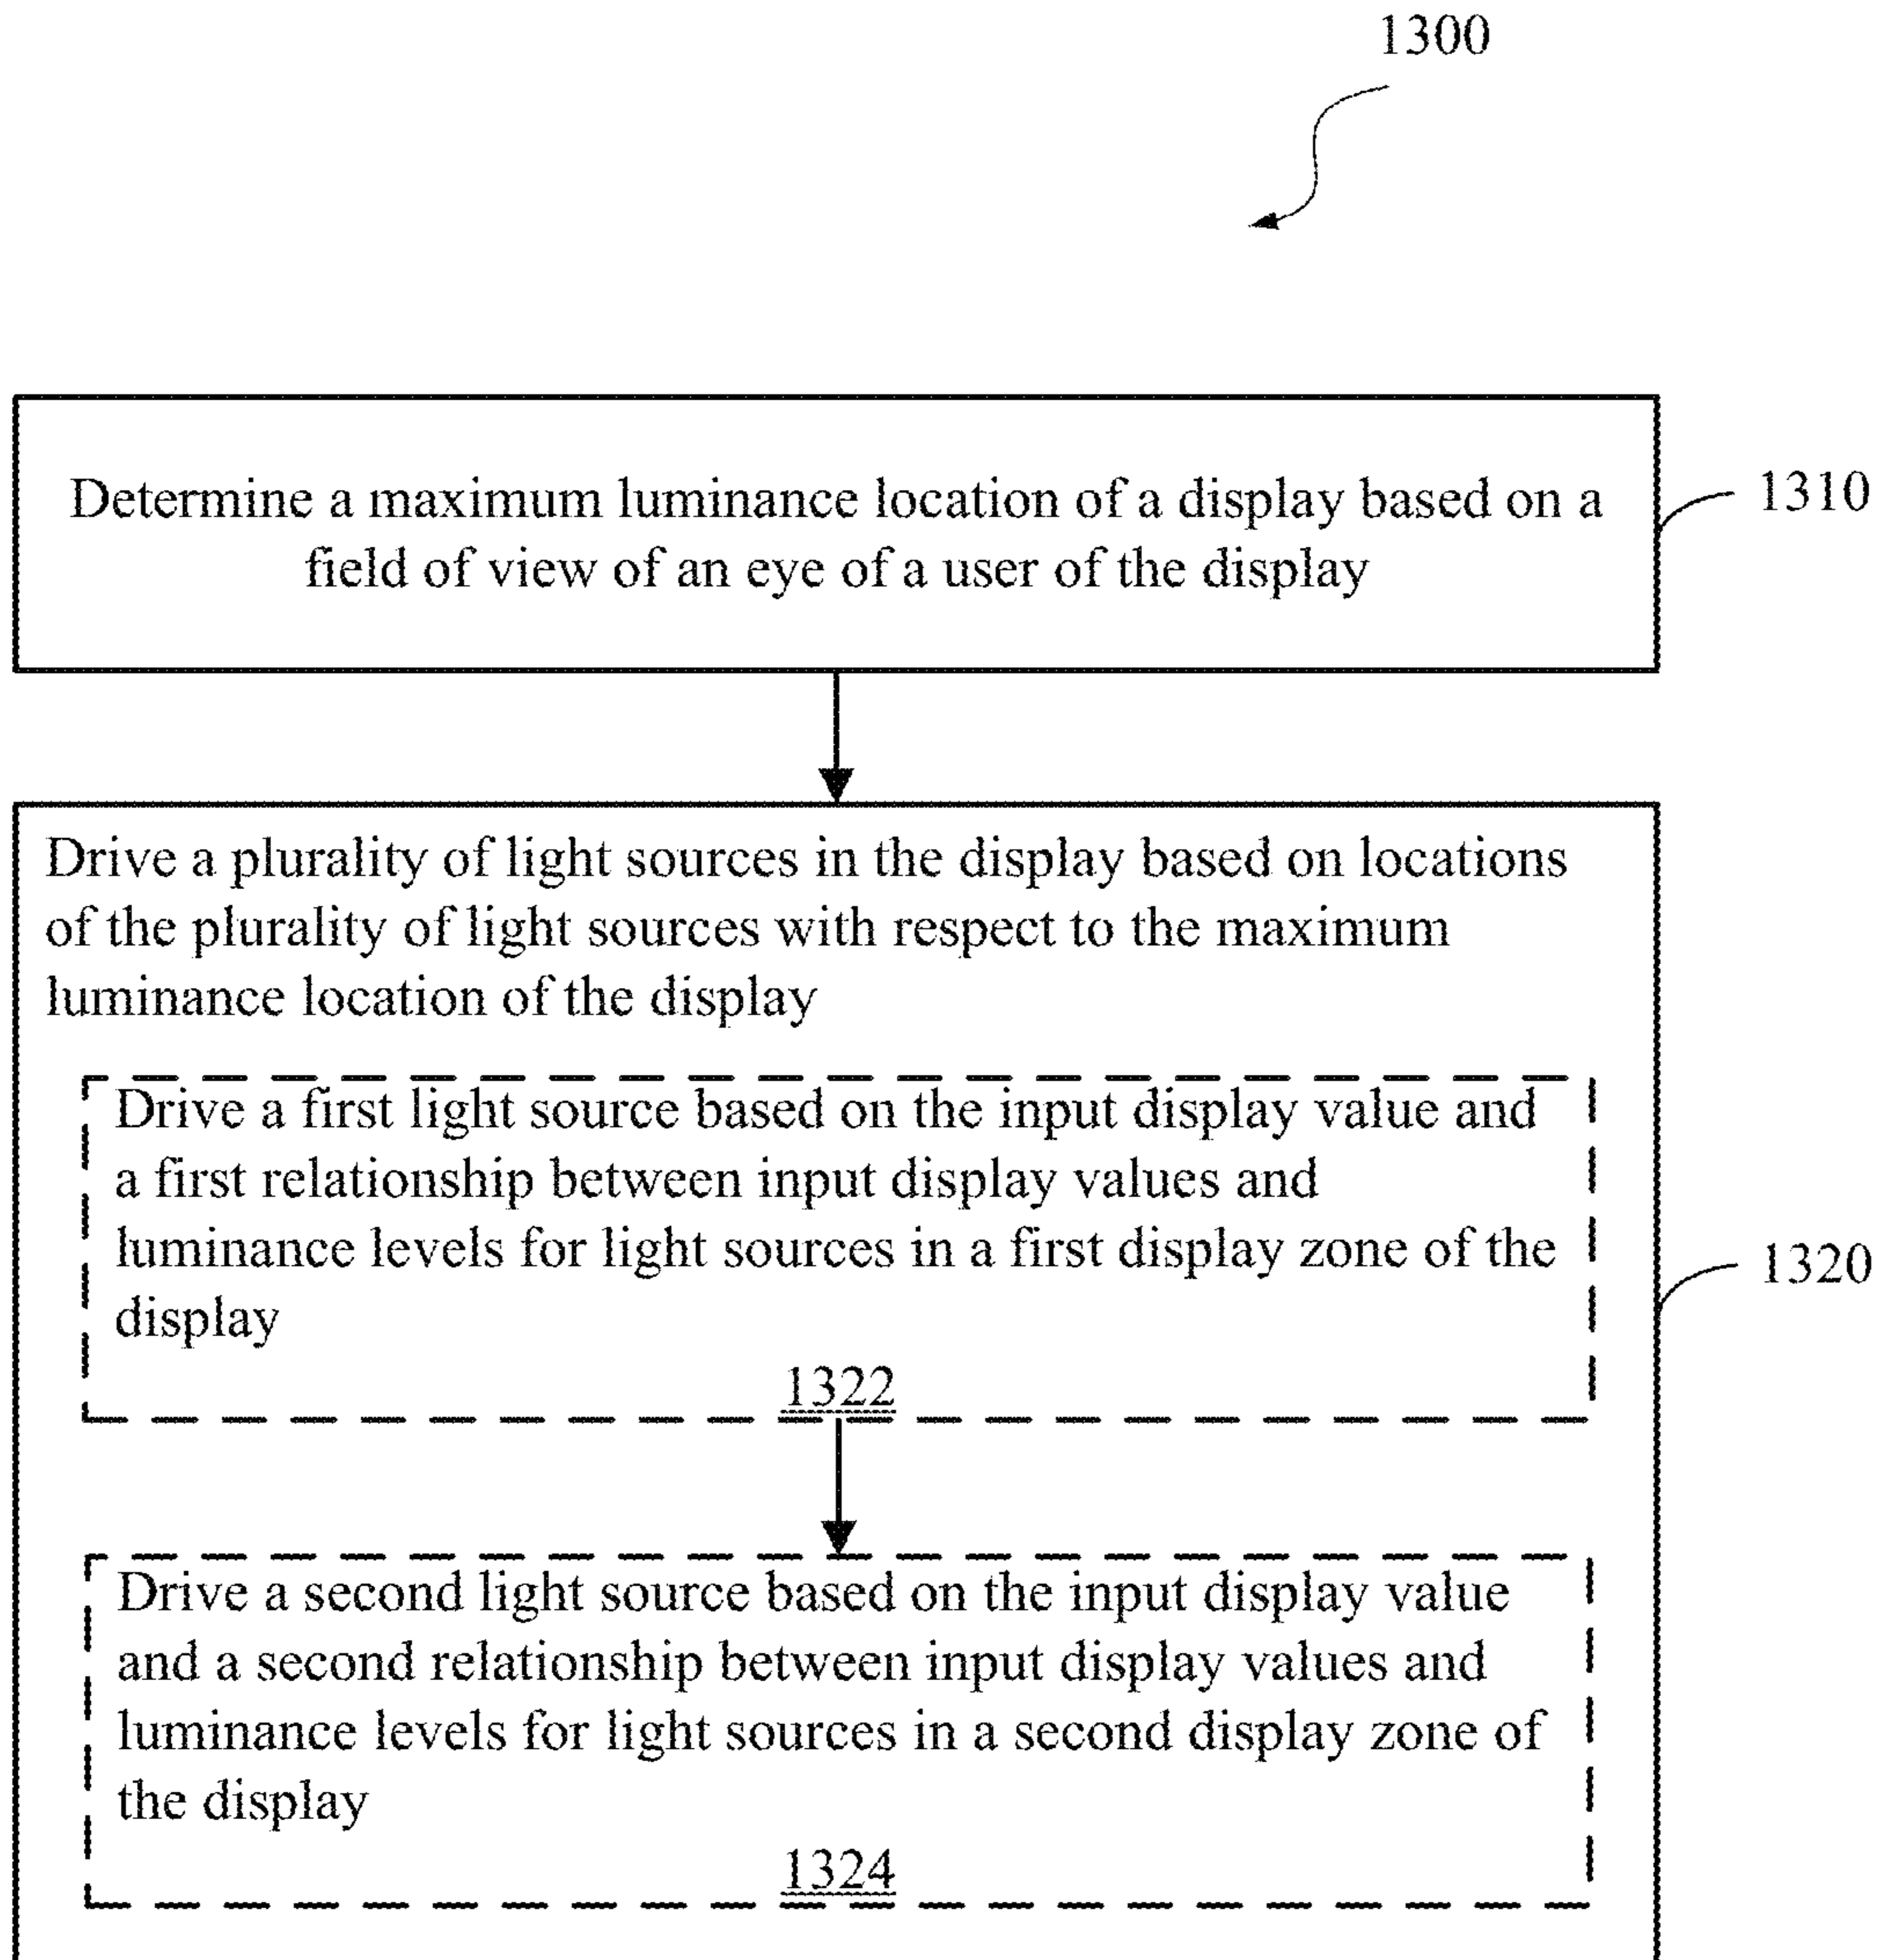 1300
Determine a maximum luminance location of a display based on a
field of view of an eye of a user of the display
1310
Drive a plurality of light sources in the display based on locations
of the plurality of light sources with respect to the maximum
luminance location of the display
Drive a first light source based on the input display value and
a first relationship between input display values and
luminance levels for light sources in a first display zone of the
display
1322
1320
Drive a second light source based on the input display value
and a second relationship between input display values and
luminance levels for light sources in a second display zone of
the display
1324